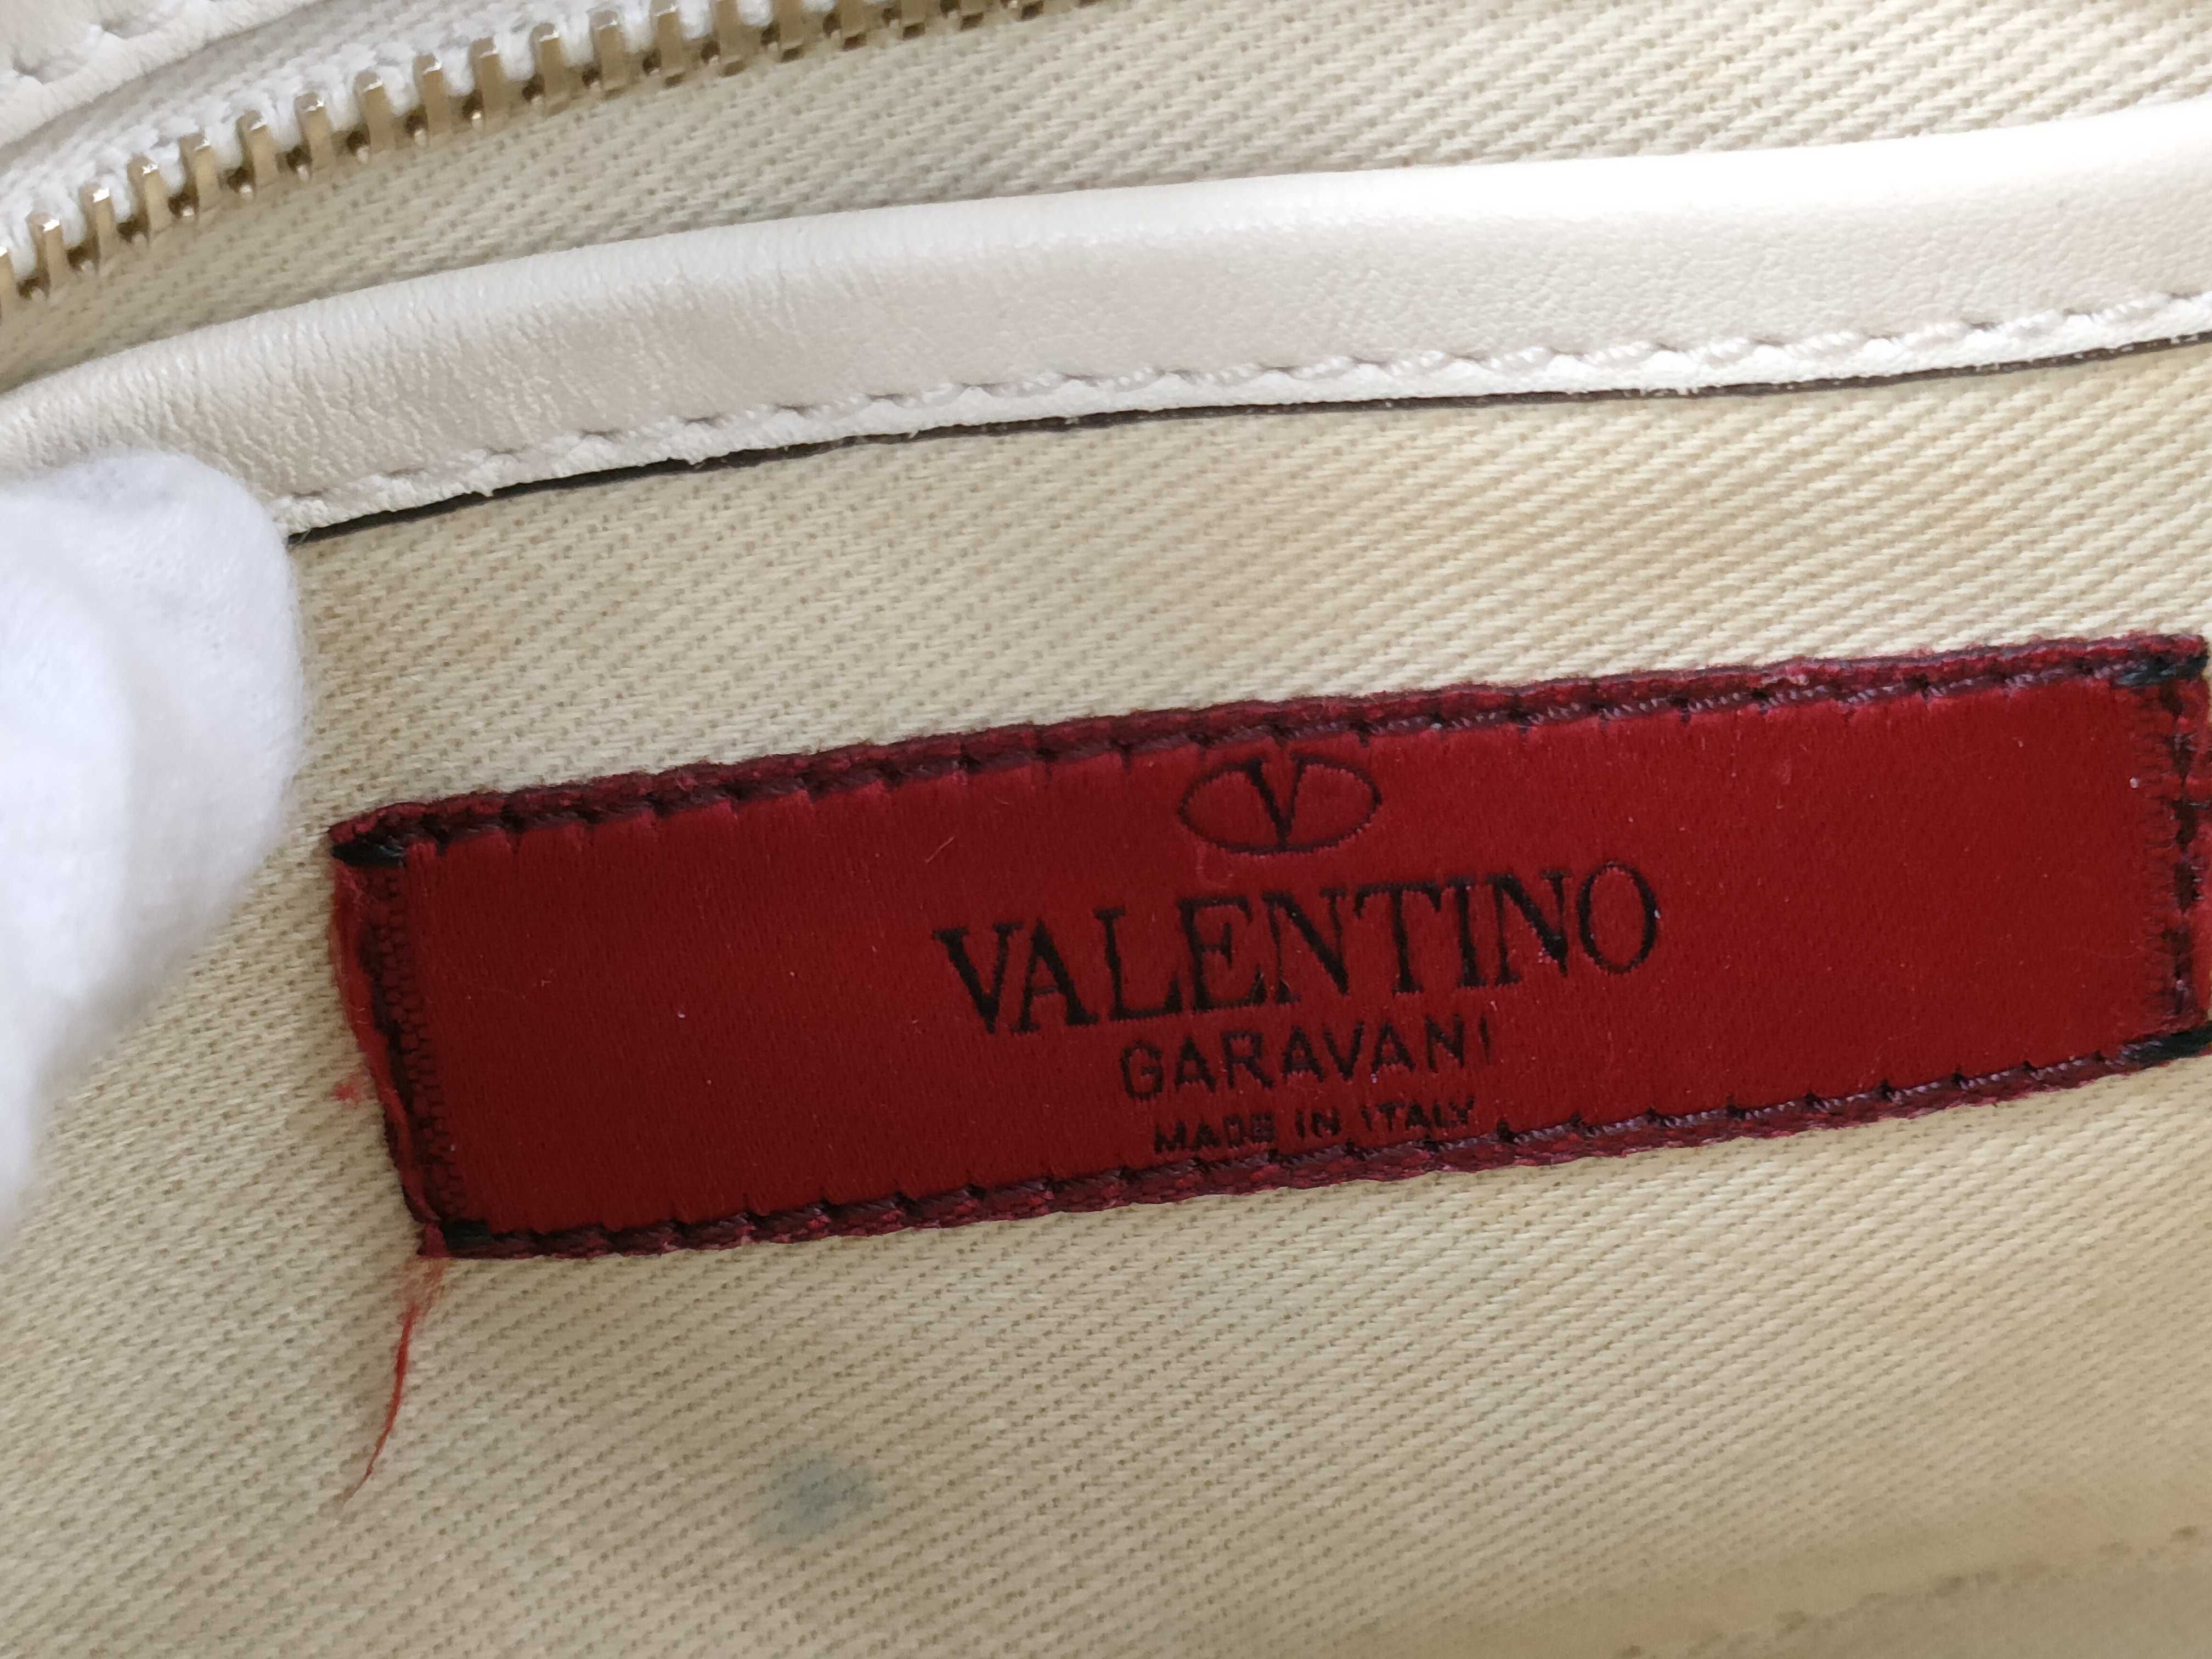 V
VALENTINO
GARAVANI
MADE IN ITALY